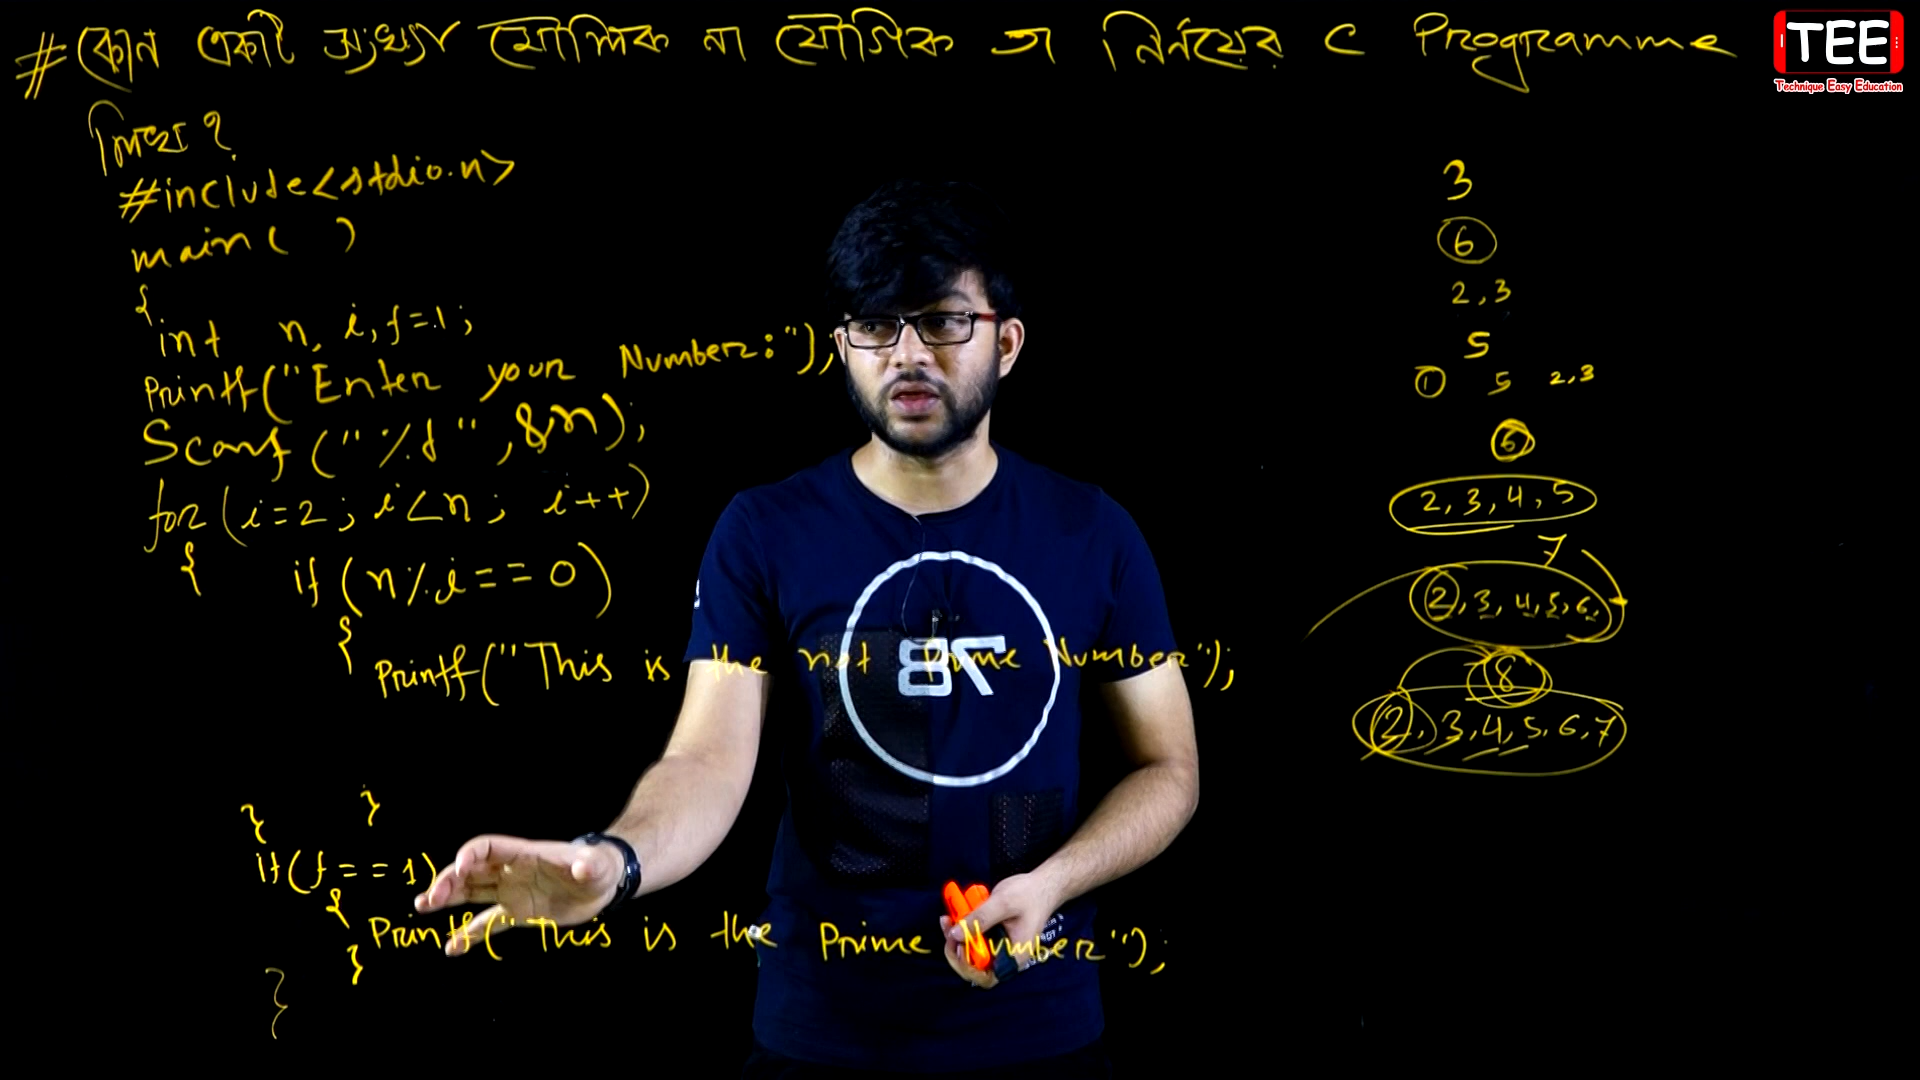 # কোন একটি সংখ্যা মৌলিক না যৌগিক তা নির্ণয়ের C Programme
লিখো ?
#include<stdio.h>
main( )
{
int n, i, f=1;
Printf("Enter your Number:");
Scanf("%d", &n);
for(i=2; i<n; i++)
{ if(n%i==0)
{
Printf("This is the not Prime Number");
} }
if(f==1)
{ Printf("This is the Prime Number");
}
}
3
6
2,3
5
1 5 2,3
6
2, 3, 4, 5
7
2, 3, 4, 5, 6,
8
2, 3, 4, 5, 6, 7
TEE
Technique Easy Education
78